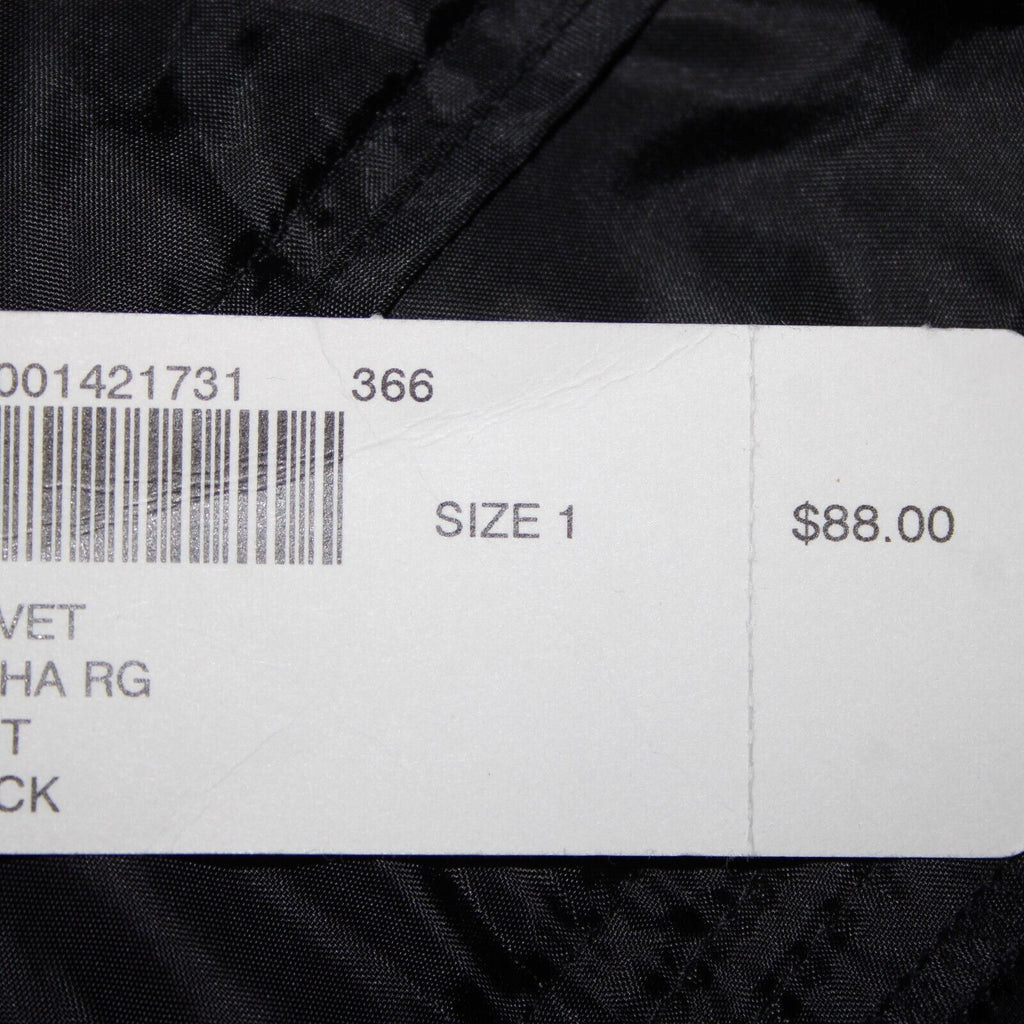 001421731 366
SIZE 1 $88.00
VET
HA RG
T
CK